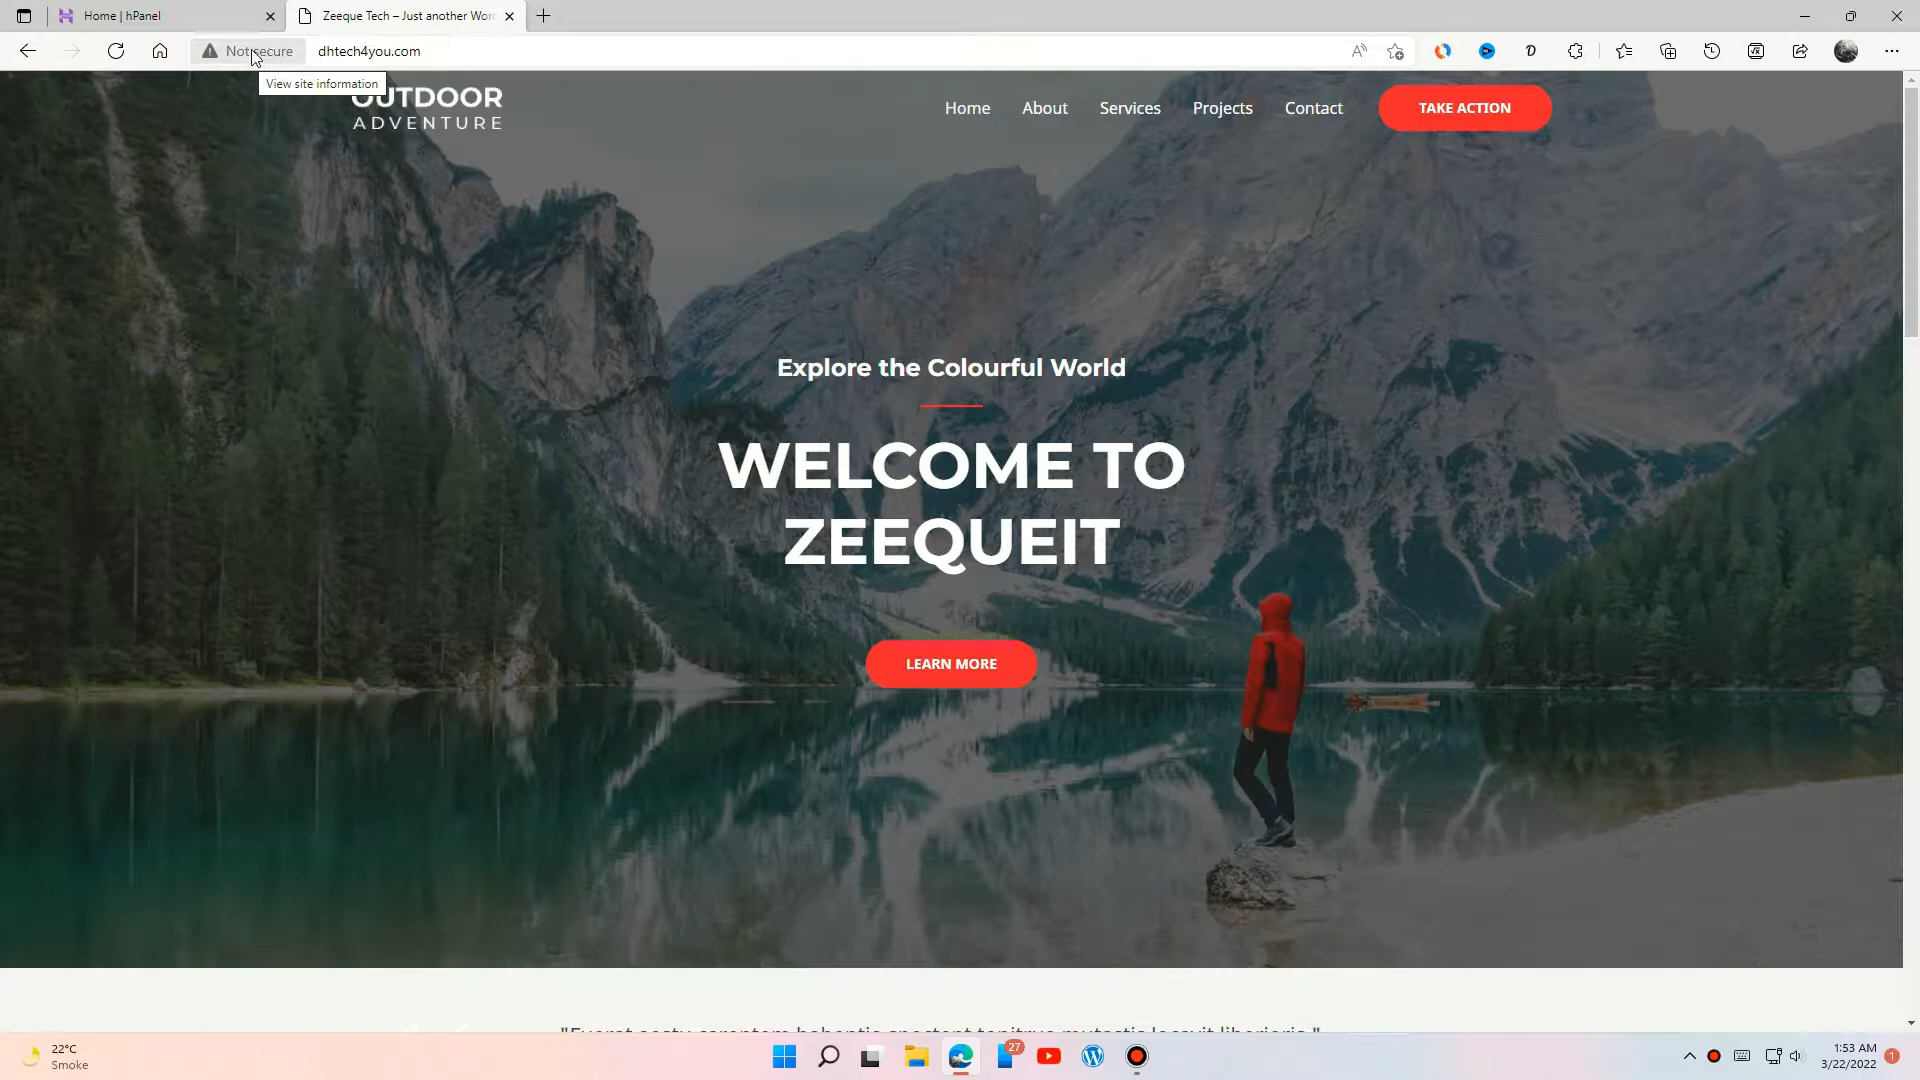 Home | hPanel
Zeeque Tech – Just another Wor
Not secure
dhtech4you.com
View site information
OUTDOOR
ADVENTURE
Home
About
Services
Projects
Contact
TAKE ACTION
Explore the Colourful World
WELCOME TO
ZEEQUEIT
LEARN MORE
22°C
Smoke
27
1:53 AM
3/22/2022
1